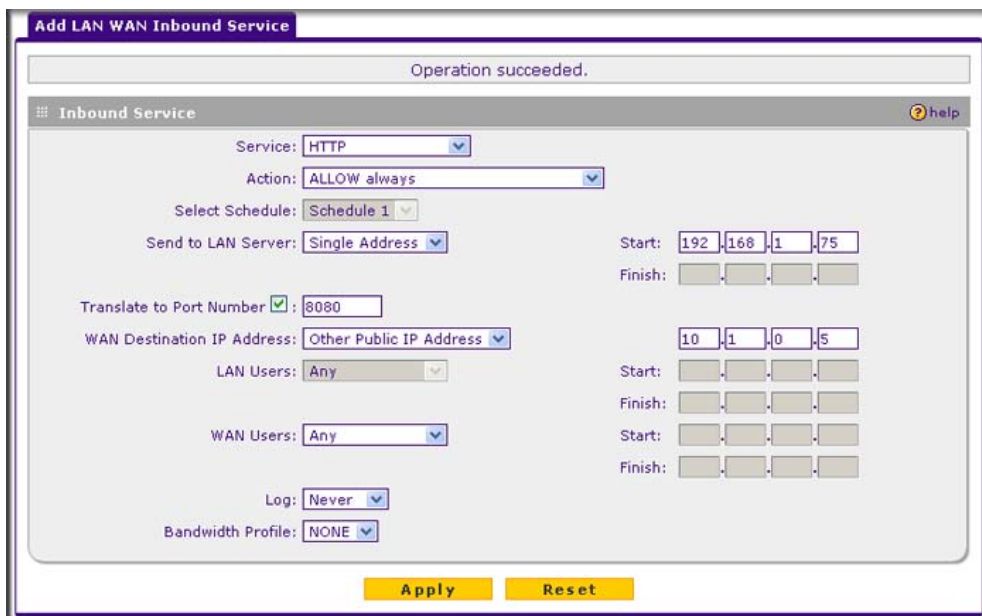 Add LAN WAN Inbound Service
Operation succeeded.
Inbound Service
help
Service: HTTP
Action: ALLOW always
Select Schedule: Schedule 1
Send to LAN Server: Single Address Start: 192 . 168 . 1 . 75
Finish: . . .
Translate to Port Number : 8080
WAN Destination IP Address: Other Public IP Address 10 . 1 . 0 . 5
LAN Users: Any Start: . . .
Finish: . . .
WAN Users: Any Start: . . .
Finish: . . .
Log: Never
Bandwidth Profile: NONE
Apply Reset